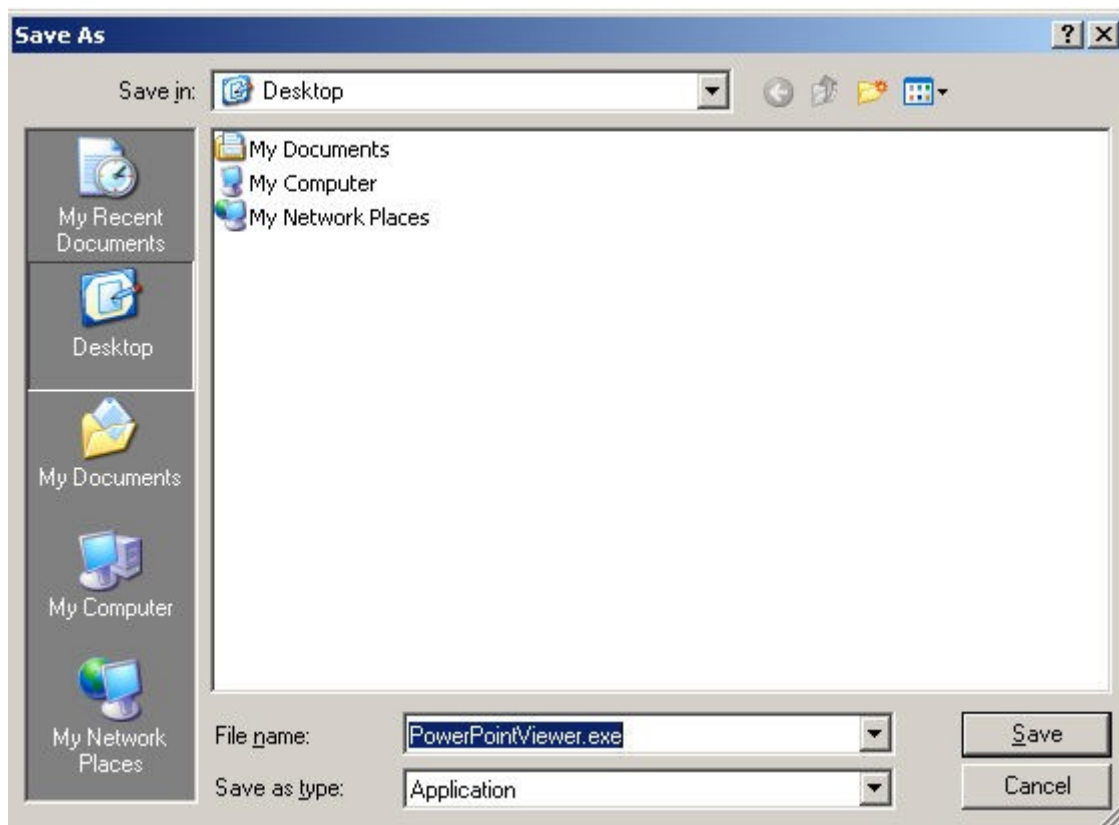 Save As
Save in:
Desktop
My Recent
Documents
Desktop
My Documents
My Computer
My Network
Places
My Documents
My Computer
My Network Places
File name:
PowerPointViewer.exe
Save
Save as type:
Application
Cancel